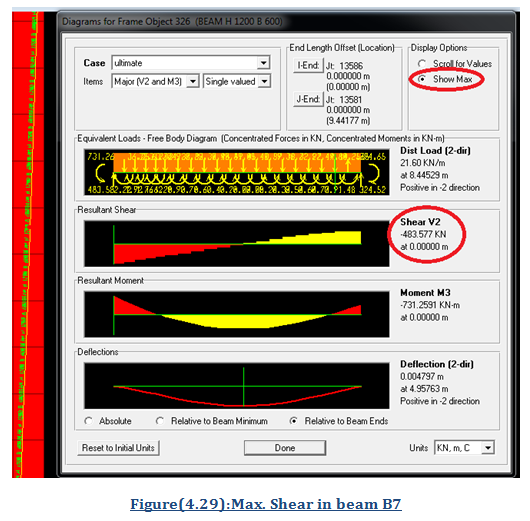 Diagrams for Frame Object 326 (BEAM H 1200 B 600)
Case ultimate
Items Major (V2 and M3) Single valued
End Length Offset (Location)
I-End: Jt: 13586
0.000000 m
(0.00000 m)
J-End: Jt: 13581
0.000000 m
(9.44177 m)
Display Options
Scroll for Values
Show Max
Equivalent Loads - Free Body Diagram (Concentrated Forces in KN, Concentrated Moments in KN-m)
731.26
483.58
324.52
Dist Load (2-dir)
21.60 KN/m
at 8.44529 m
Positive in -2 direction
Resultant Shear
Shear V2
-483.577 KN
at 0.00000 m
Resultant Moment
Moment M3
-731.2591 KN-m
at 0.00000 m
Deflections
Deflection (2-dir)
0.004797 m
at 4.95763 m
Positive in -2 direction
Absolute Relative to Beam Minimum Relative to Beam Ends
Reset to Initial Units Done Units KN, m, C
Figure(4.29):Max. Shear in beam B7